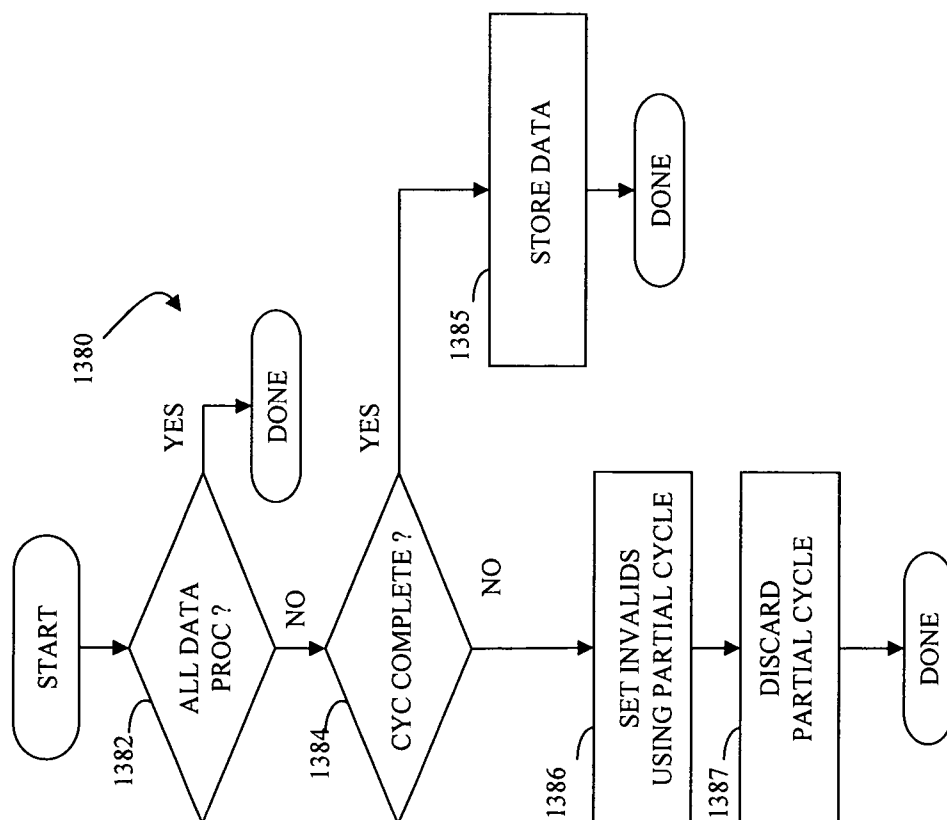 START
1380
1382
ALL DATA
PROC ?
YES
DONE
NO
1384
CYC COMPLETE ?
YES
1385
STORE DATA
DONE
NO
1386
SET INVALIDS
USING PARTIAL CYCLE
1387
DISCARD
PARTIAL CYCLE
DONE